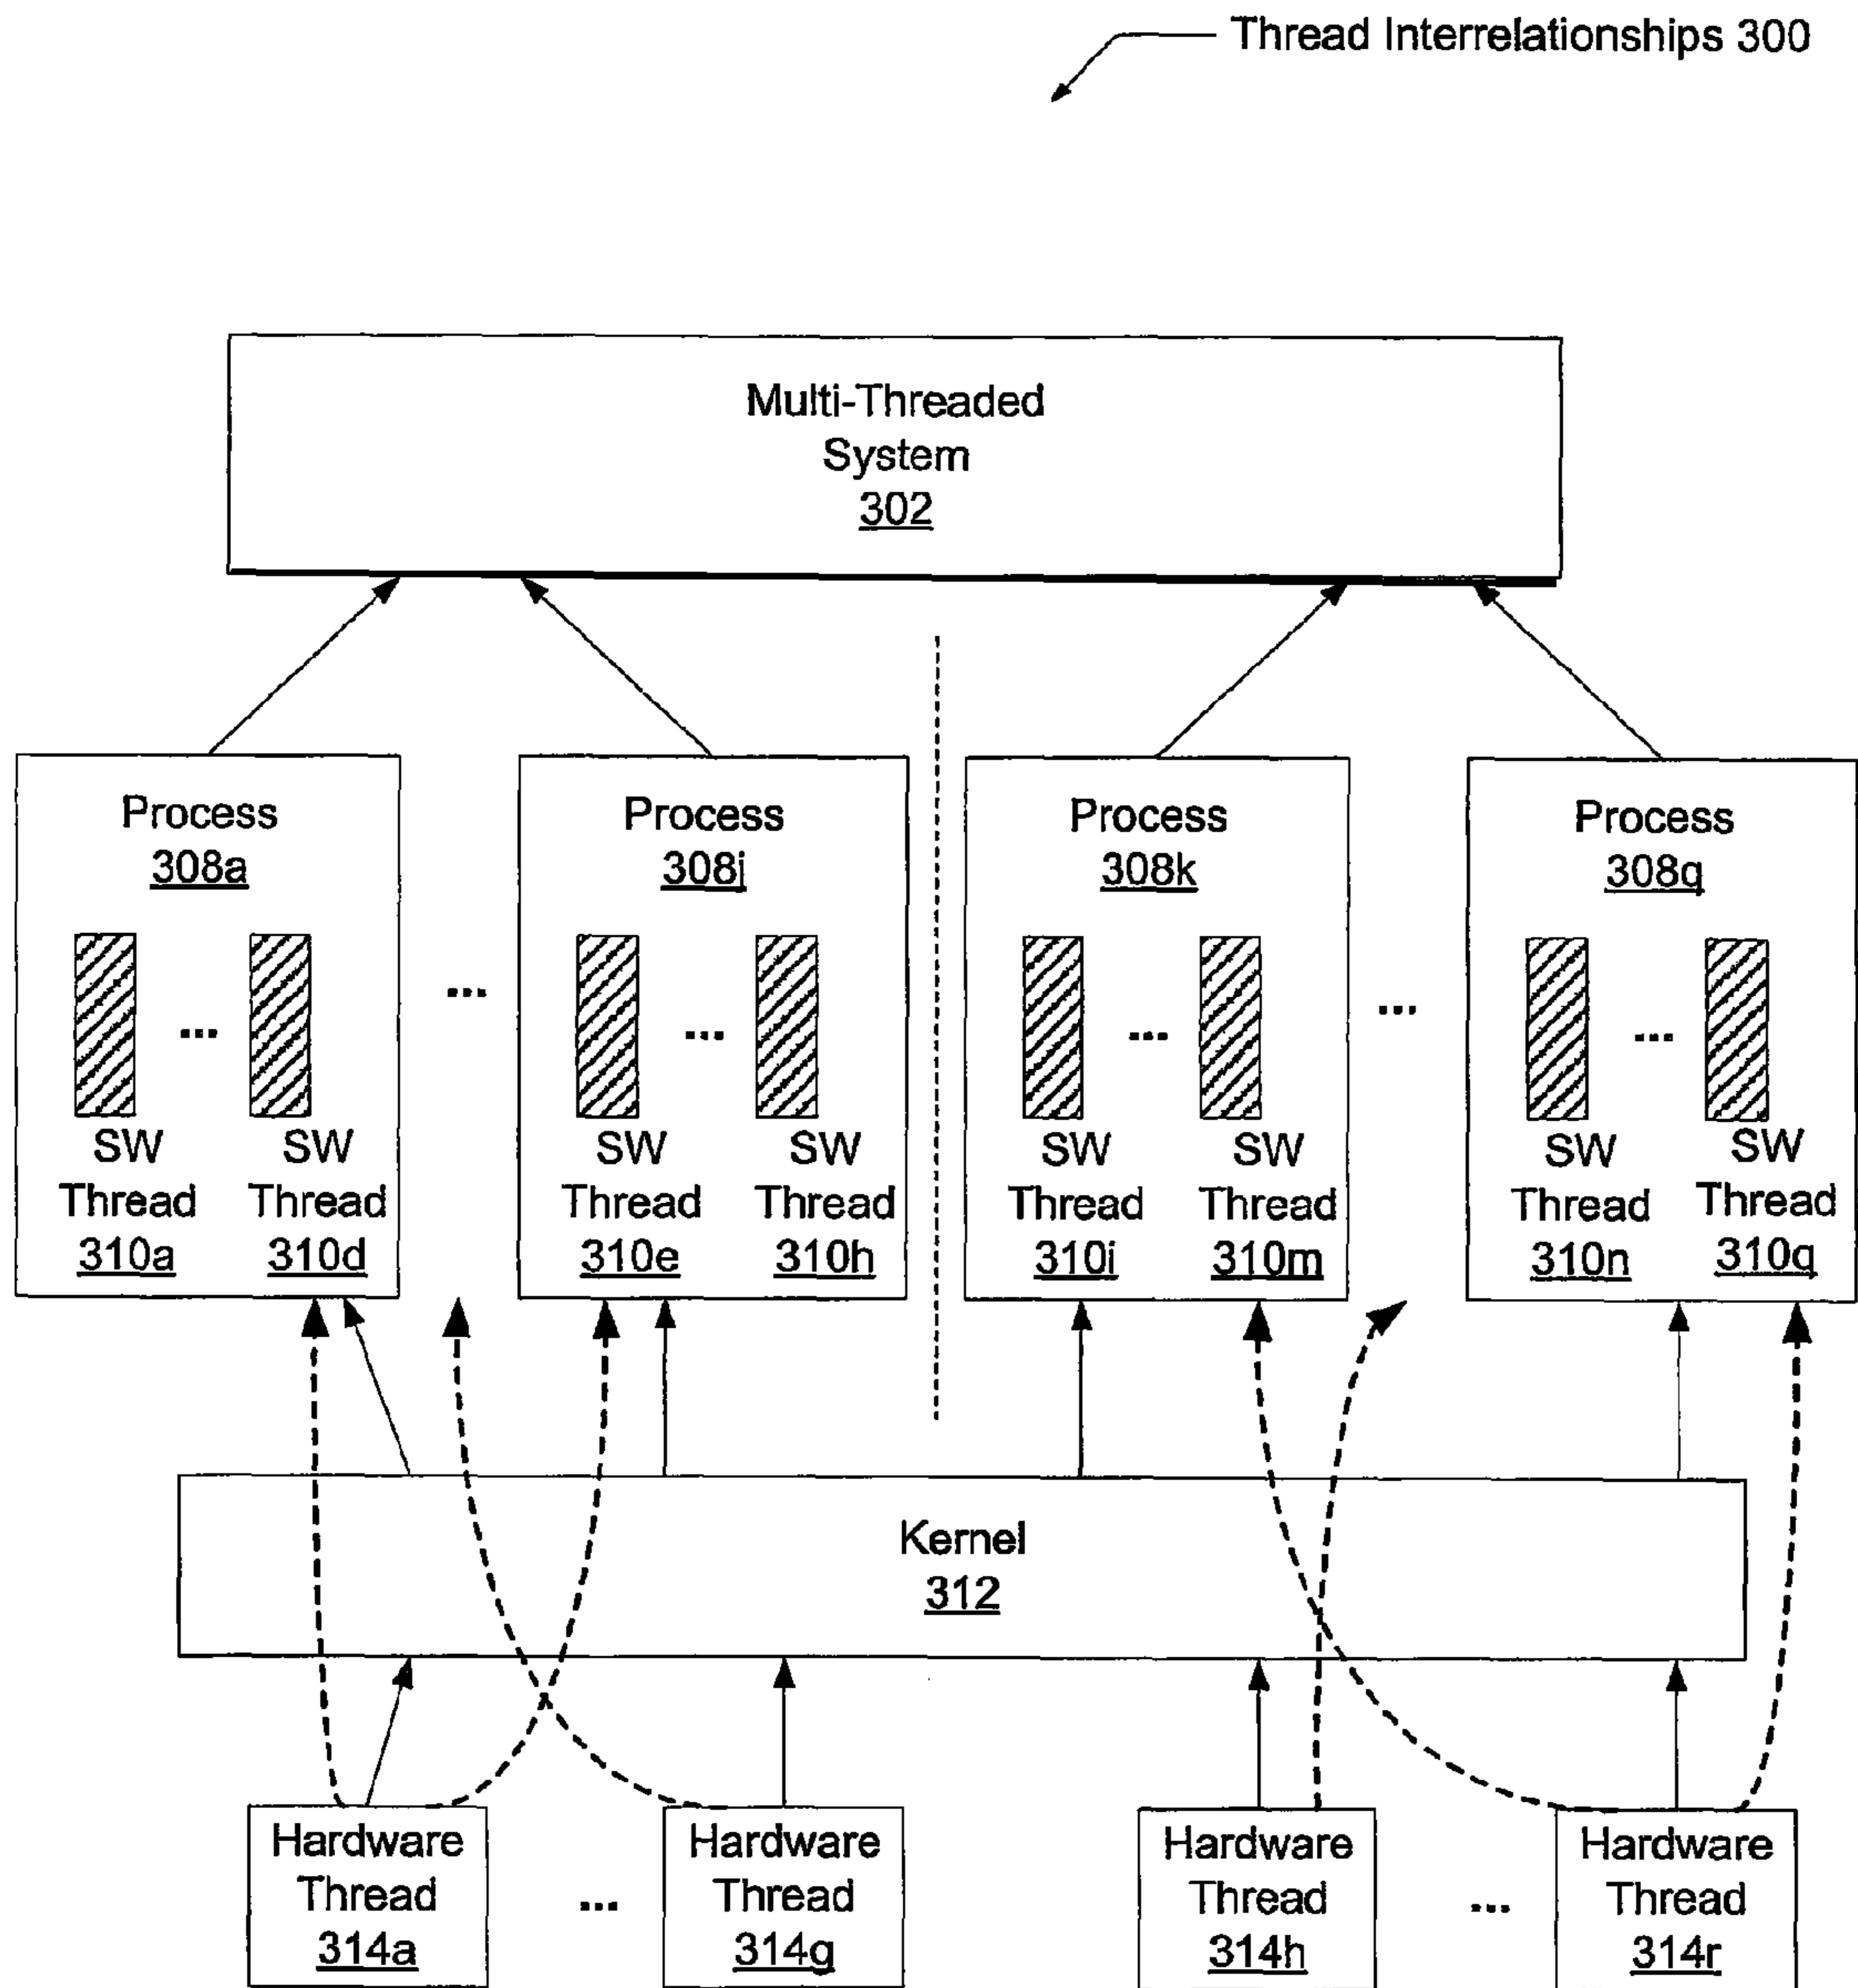 Thread Interrelationships 300
Multi-Threaded
System
302
Process
308a
Process
308j
Process
308k
Process
308q
...
...
...
...
...
...
SW
Thread
310a
SW
Thread
310d
SW
Thread
310e
SW
Thread
310h
SW
Thread
310i
SW
Thread
310m
SW
Thread
310n
SW
Thread
310q
Kernel
312
Hardware
Thread
314a
...
Hardware
Thread
314g
Hardware
Thread
314h
...
Hardware
Thread
314r